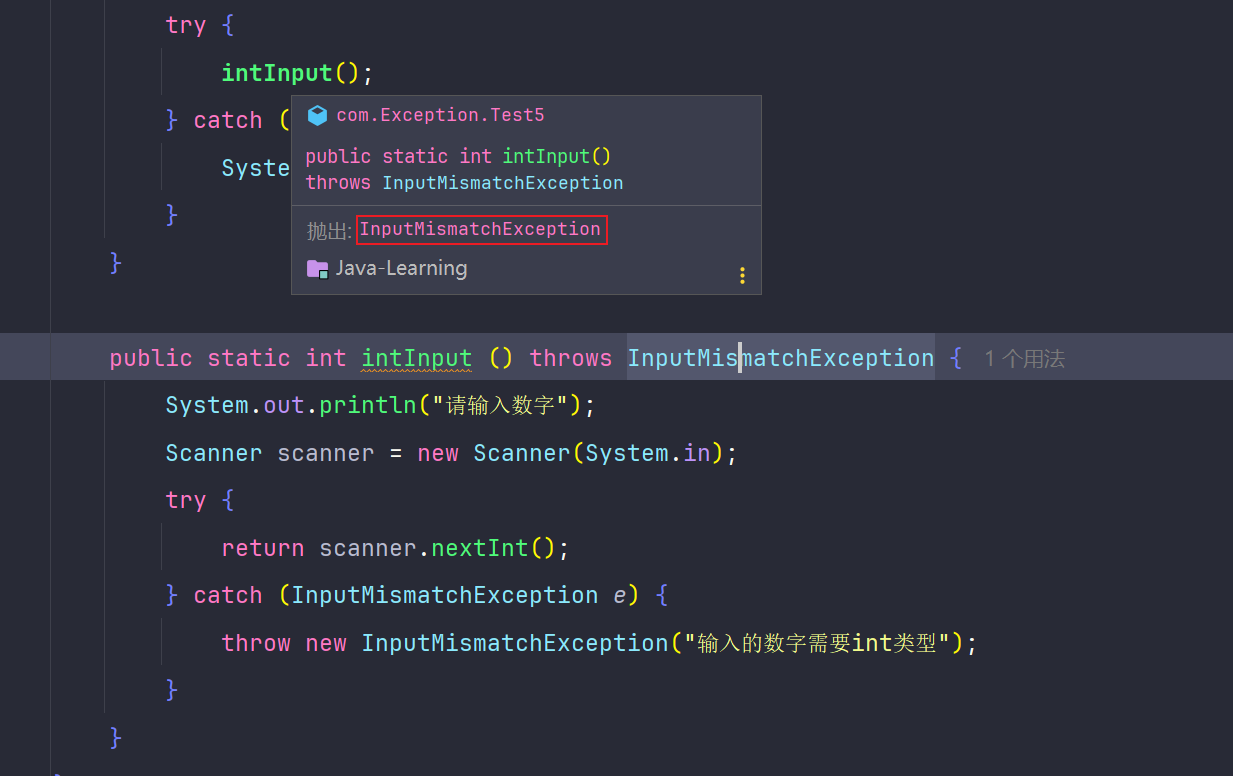 try {
intInput();
} catch (
com.Exception.Test5
public static int intInput()
Syste
throws InputMismatchException
}
抛出: InputMismatchException
}
Java-Learning
public static int intInput () throws InputMismatchException { 1 个用法
System.out.println("请输入数字");
Scanner scanner = new Scanner(System.in);
try {
return scanner.nextInt();
} catch (InputMismatchException e) {
throw new InputMismatchException("输入的数字需要int类型");
}
}